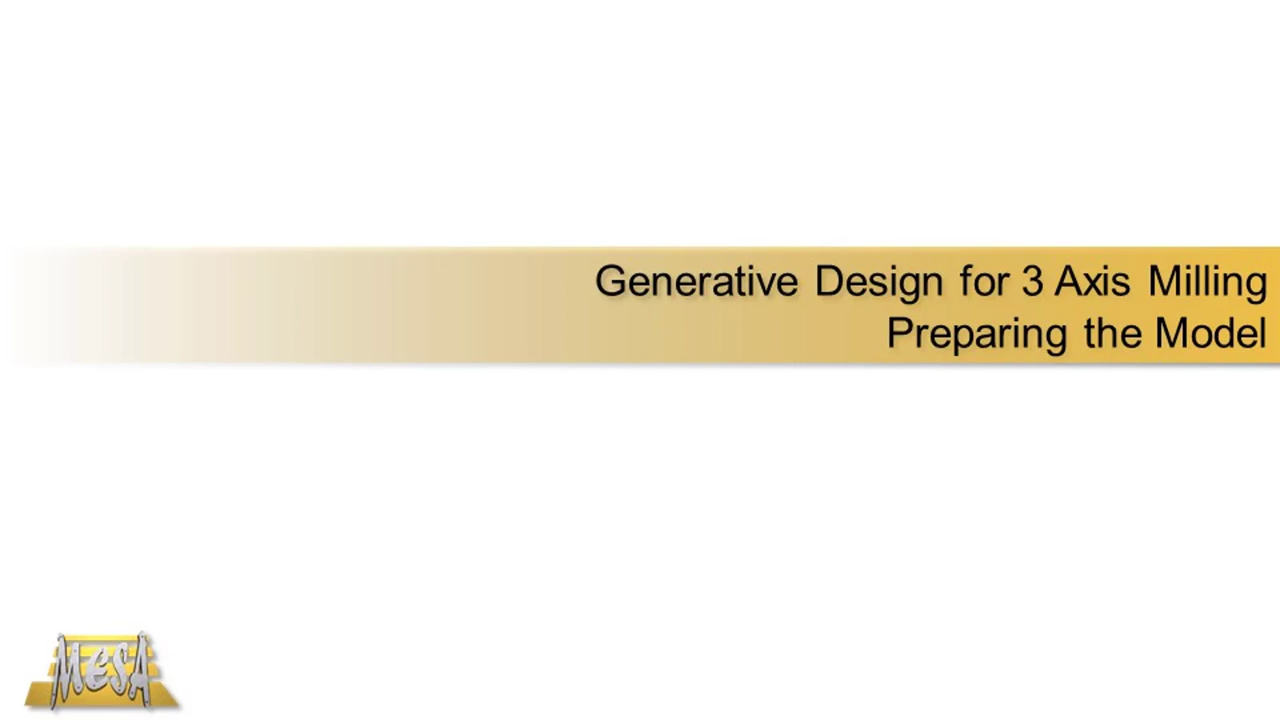 Generative Design for 3 Axis Milling
Preparing the Model
MESA